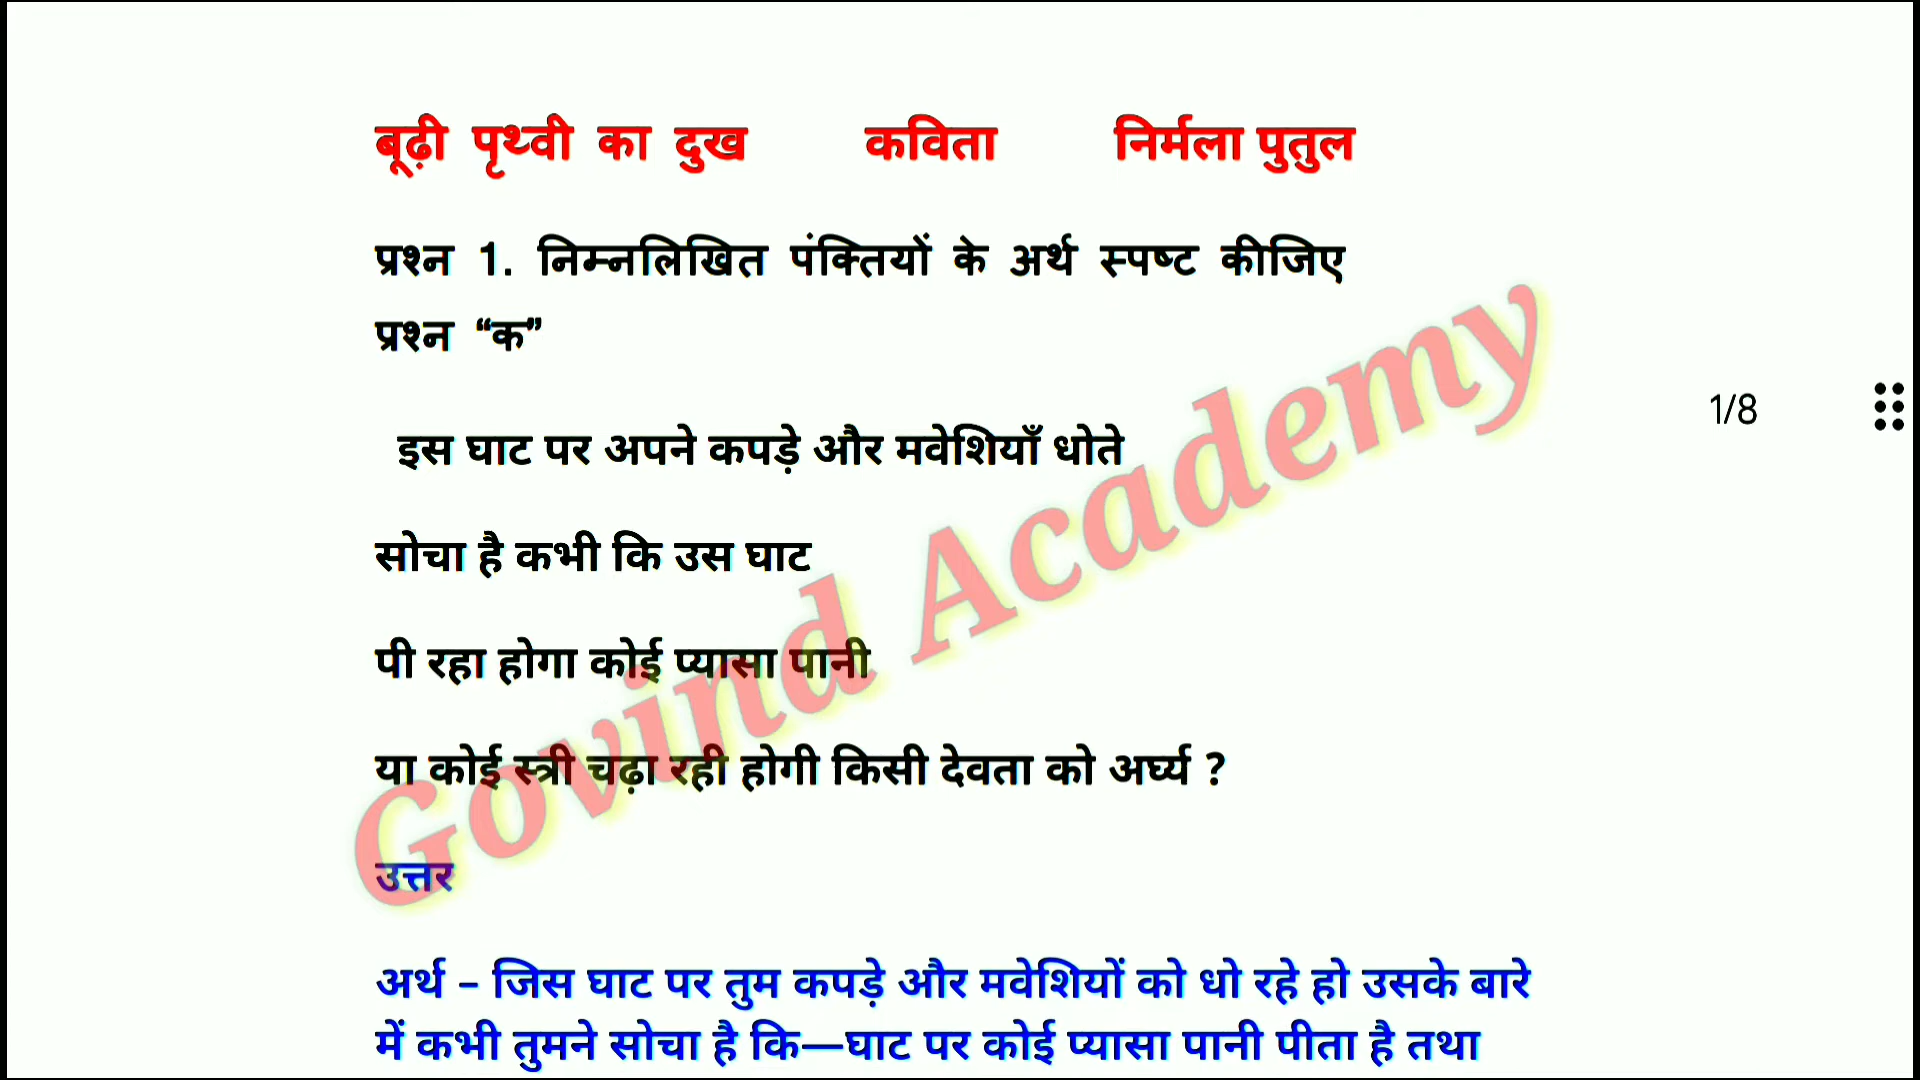 बूढ़ी पृथ्वी का दुख कविता निर्मला पुतुल
प्रश्न 1. निम्नलिखित पंक्तियों के अर्थ स्पष्ट कीजिए
प्रश्न “क”
इस घाट पर अपने कपड़े और मवेशियाँ धोते
सोचा है कभी कि उस घाट
पी रहा होगा कोई प्यासा पानी
या कोई स्त्री चढ़ा रही होगी किसी देवता को अर्घ्य ?
उत्तर
अर्थ – जिस घाट पर तुम कपड़े और मवेशियों को धो रहे हो उसके बारे
में कभी तुमने सोचा है कि—घाट पर कोई प्यासा पानी पीता है तथा
1/8
Govind Academy